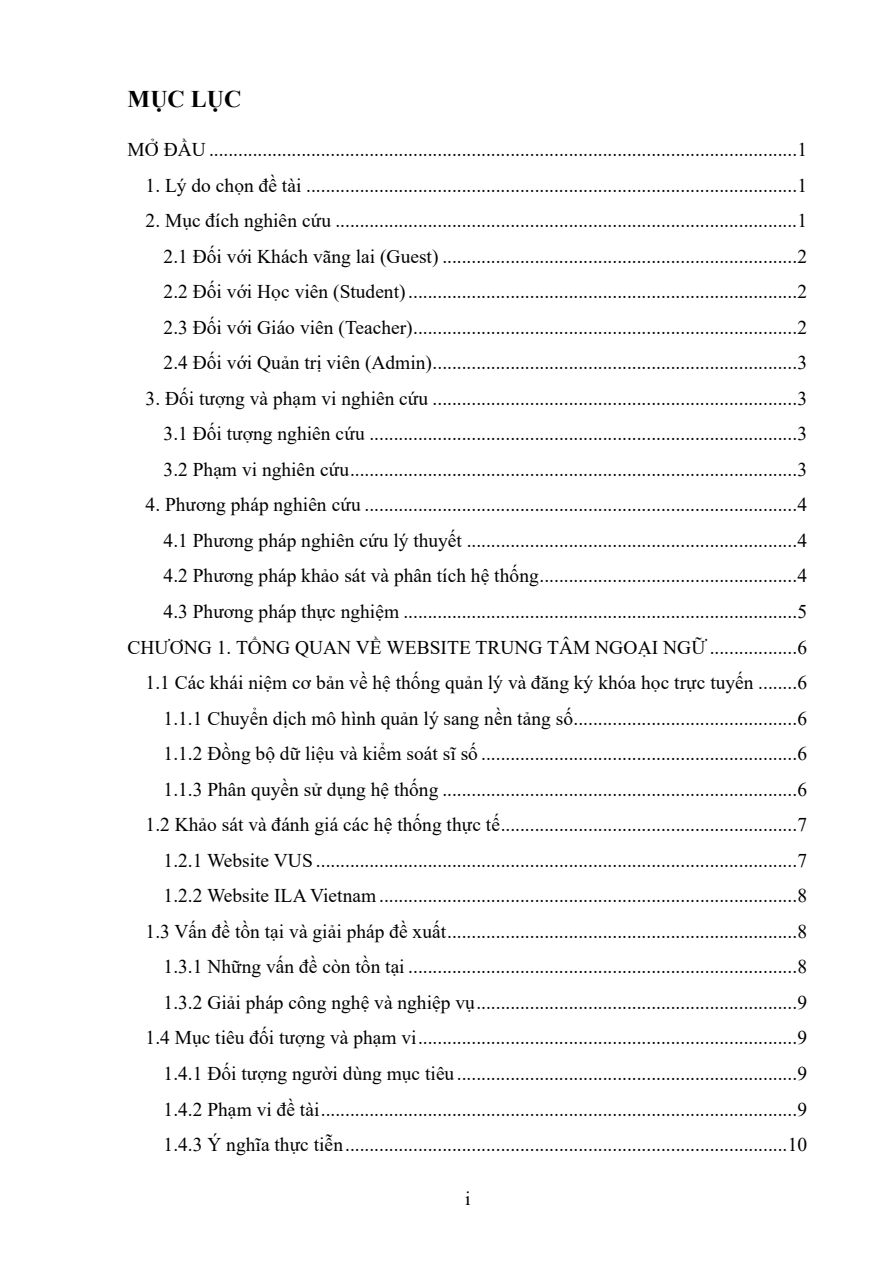 MỤC LỤC
MỞ ĐẦU ........................................................................................................................1
1. Lý do chọn đề tài ....................................................................................................1
2. Mục đích nghiên cứu ..............................................................................................1
2.1 Đối với Khách vãng lai (Guest) ........................................................................2
2.2 Đối với Học viên (Student) ...............................................................................2
2.3 Đối với Giáo viên (Teacher)..............................................................................2
2.4 Đối với Quản trị viên (Admin)..........................................................................3
3. Đối tượng và phạm vi nghiên cứu ..........................................................................3
3.1 Đối tượng nghiên cứu .......................................................................................3
3.2 Phạm vi nghiên cứu...........................................................................................3
4. Phương pháp nghiên cứu ........................................................................................4
4.1 Phương pháp nghiên cứu lý thuyết ...................................................................4
4.2 Phương pháp khảo sát và phân tích hệ thống....................................................4
4.3 Phương pháp thực nghiệm ................................................................................5
CHƯƠNG 1. TỔNG QUAN VỀ WEBSITE TRUNG TÂM NGOẠI NGỮ ..................6
1.1 Các khái niệm cơ bản về hệ thống quản lý và đăng ký khóa học trực tuyến ........6
1.1.1 Chuyển dịch mô hình quản lý sang nền tảng số..............................................6
1.1.2 Đồng bộ dữ liệu và kiểm soát sĩ số ................................................................6
1.1.3 Phân quyền sử dụng hệ thống ........................................................................6
1.2 Khảo sát và đánh giá các hệ thống thực tế............................................................7
1.2.1 Website VUS ..................................................................................................7
1.2.2 Website ILA Vietnam .....................................................................................8
1.3 Vấn đề tồn tại và giải pháp đề xuất.......................................................................8
1.3.1 Những vấn đề còn tồn tại ...............................................................................8
1.3.2 Giải pháp công nghệ và nghiệp vụ.................................................................9
1.4 Mục tiêu đối tượng và phạm vi.............................................................................9
1.4.1 Đối tượng người dùng mục tiêu.....................................................................9
1.4.2 Phạm vi đề tài.................................................................................................9
1.4.3 Ý nghĩa thực tiễn..........................................................................................10
i